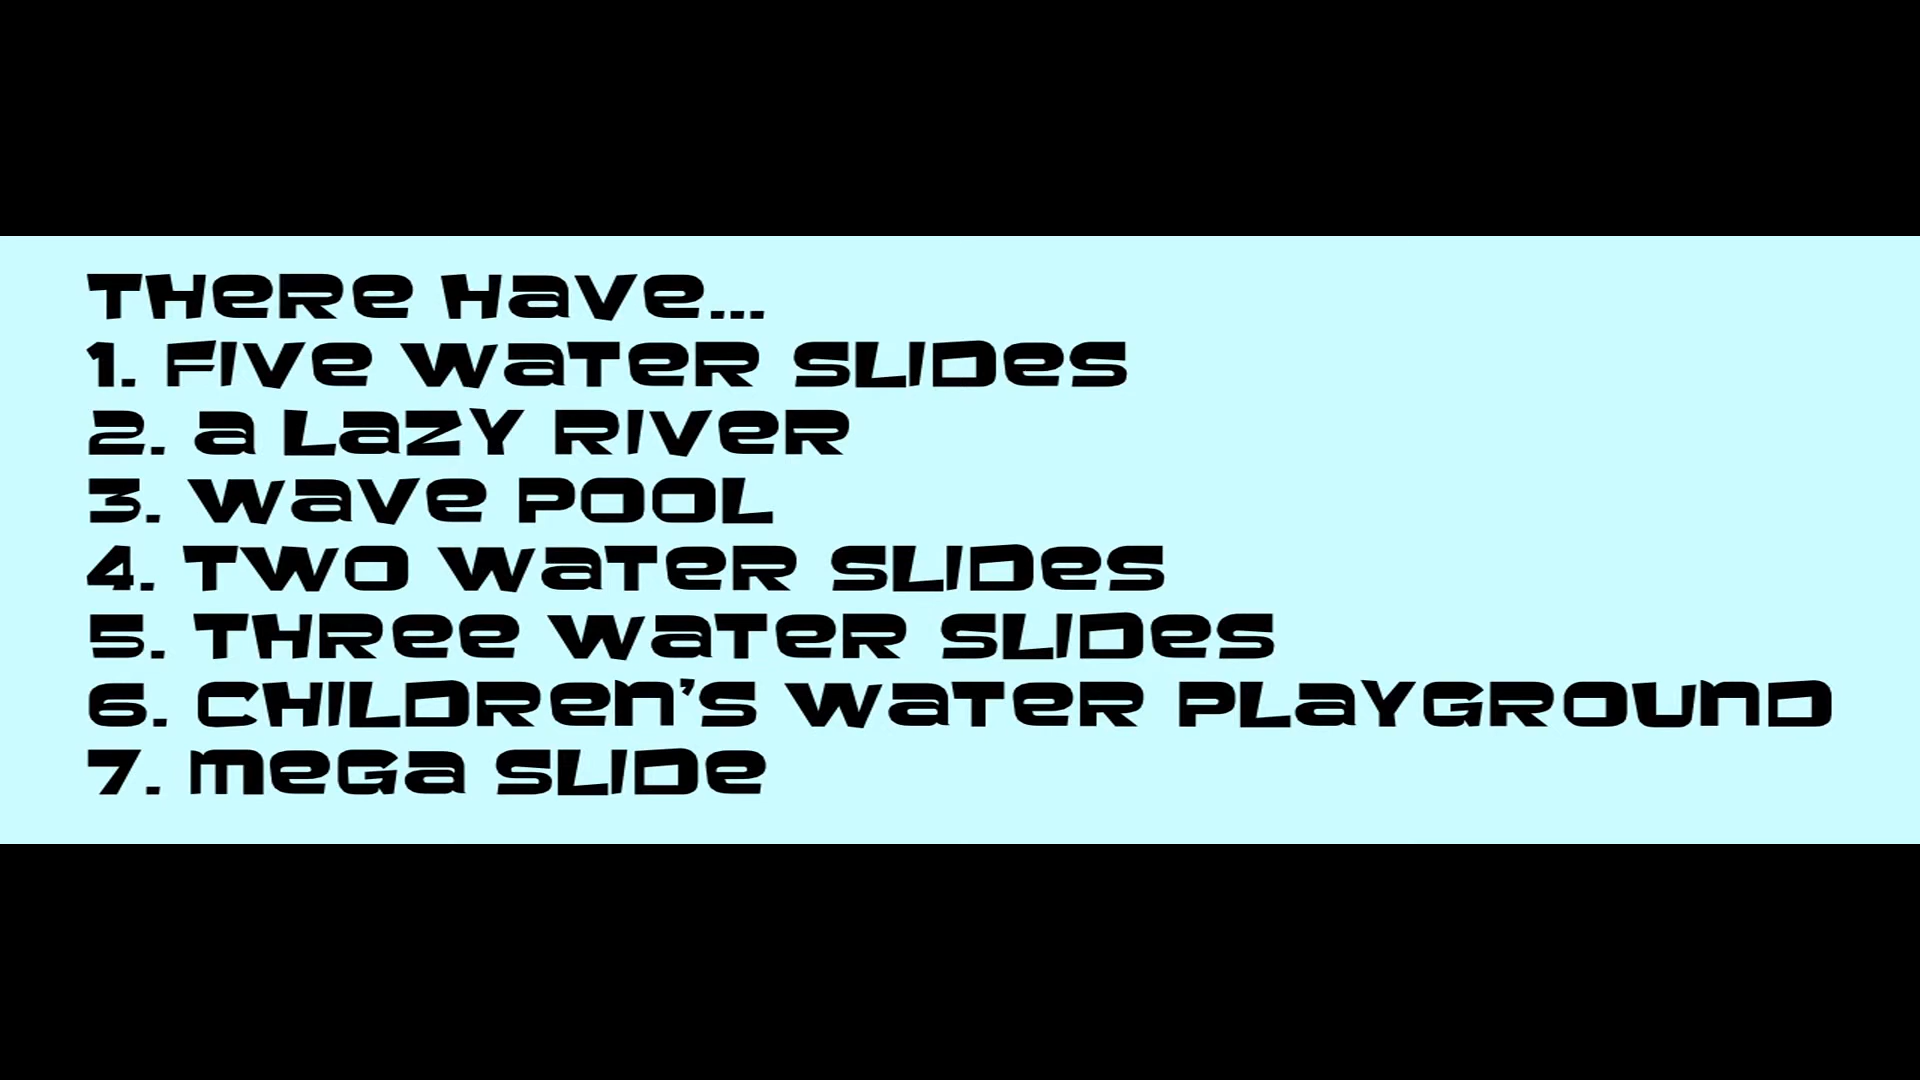 THERE HAVE...
1. FIVE WATER SLIDES
2. A LAZY RIVER
3. WAVE POOL
4. TWO WATER SLIDES
5. THREE WATER SLIDES
6. CHILDREN'S WATER PLAYGROUND
7. MEGA SLIDE